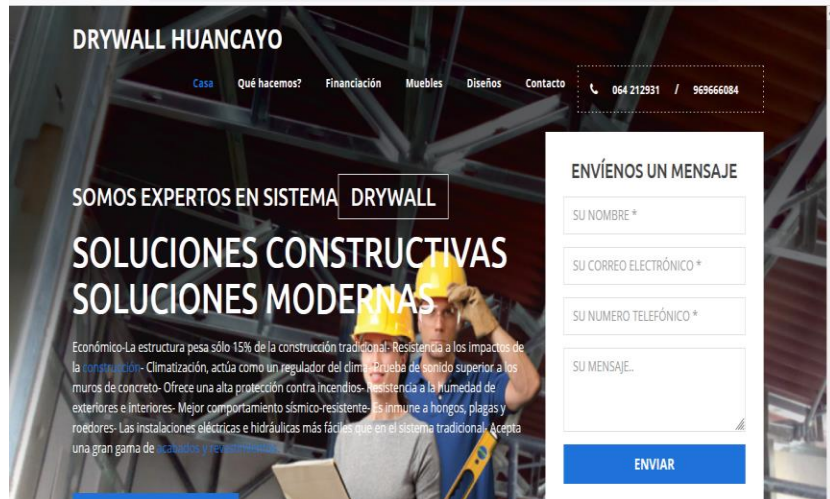 DRYWALL HUANCAYO
Casa Qué hacemos? Financiación Muebles Diseños Contacto 064 212931 / 969666084
SOMOS EXPERTOS EN SISTEMA DRYWALL
SOLUCIONES CONSTRUCTIVAS
SOLUCIONES MODERNAS
Económico-La estructura pesa sólo 15% de la construcción tradicional- Resistencia a los impactos de
la construcción- Climatización, actúa como un regulador del clima- Prueba de sonido superior a los
muros de concreto- Ofrece una alta protección contra incendios- Resistencia a la humedad de
exteriores e interiores- Mejor comportamiento sísmico-resistente- Es inmune a hongos, plagas y
roedores- Las instalaciones eléctricas e hidráulicas más fáciles que en el sistema tradicional- Acepta
una gran gama de acabados y
ENVÍENOS UN MENSAJE
SU NOMBRE *
SU CORREO ELECTRÓNICO *
SU NUMERO TELEFÓNICO *
SU MENSAJE..
ENVIAR